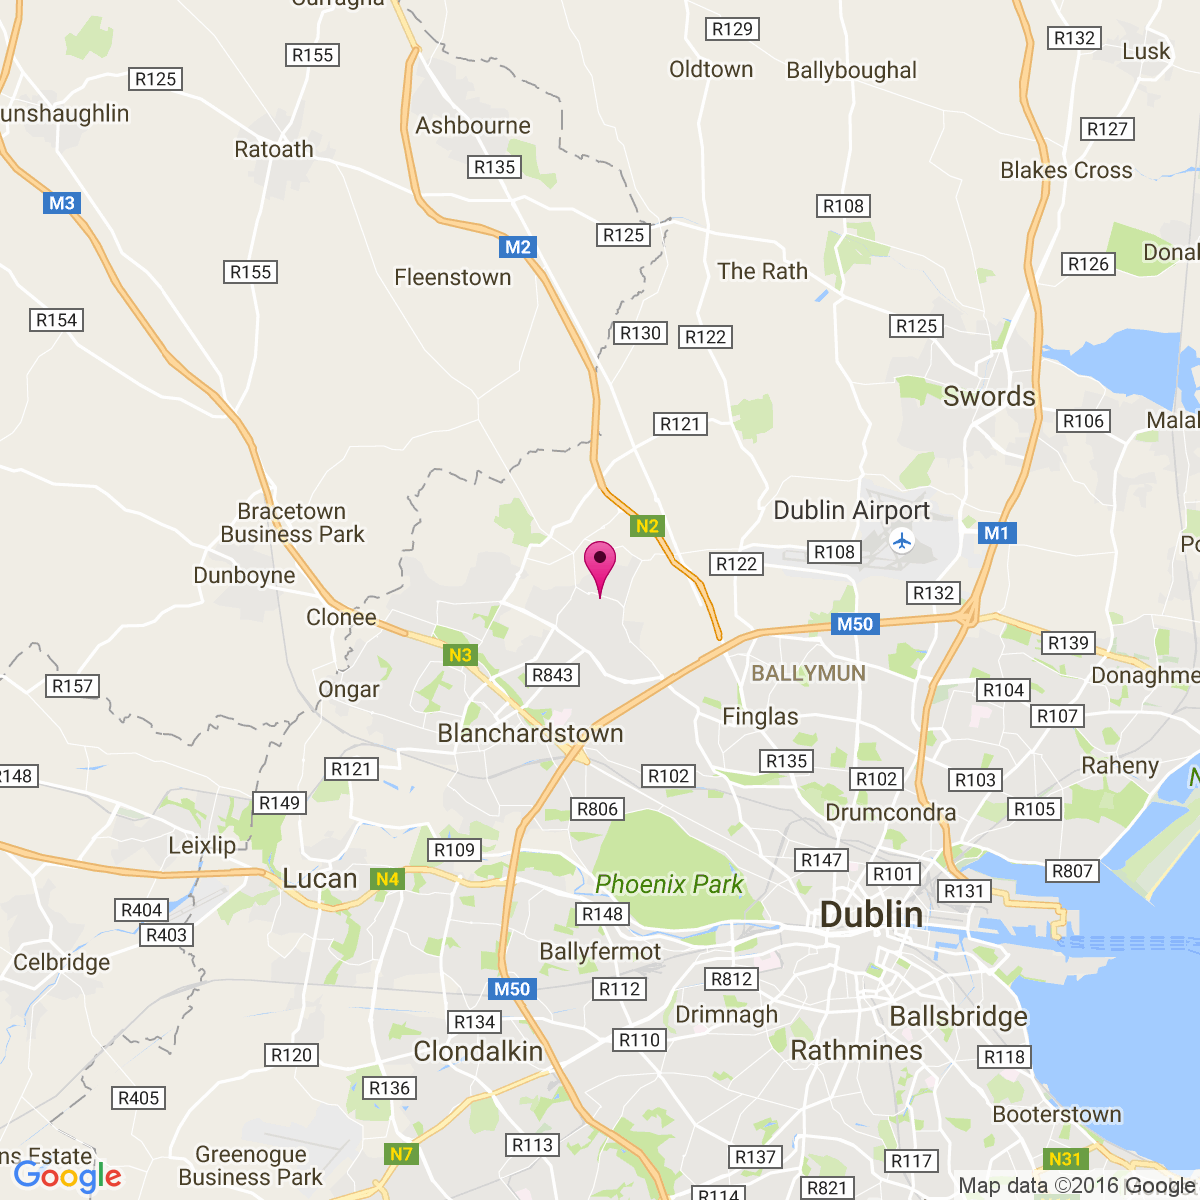 Curragha
R129
R132
Lusk
R155
Oldtown
Ballyboughal
R125
unshaughlin
Ashbourne
R127
Ratoath
R135
Blakes Cross
M3
R108
R125
M2
Donal
R155
Fleenstown
The Rath
R126
R154
R130
R122
R125
Swords
R121
R106
Malah
Bracetown
Business Park
Dublin Airport
N2
M1
R108
Po
R122
Dunboyne
R132
Clonee
M50
R139
N3
R843
BALLYMUN
Donaghme
R157
Ongar
R104
R107
Finglas
Blanchardstown
R121
R102
R135
R102
R103
Raheny
N
R148
R149
R806
Drumcondra
R105
Leixlip
R109
R147
R101
R807
Lucan
N4
Phoenix Park
R131
R404
R148
Dublin
R403
Ballyfermot
Celbridge
R812
M50
R112
Drimnagh
Ballsbridge
R134
R110
Clondalkin
Rathmines
R118
R120
R136
R405
Booterstown
Greenogue
Business Park
N7
R113
R137
R117
N31
ns Estate
Google
R114
R821
Map data ©2016 Google